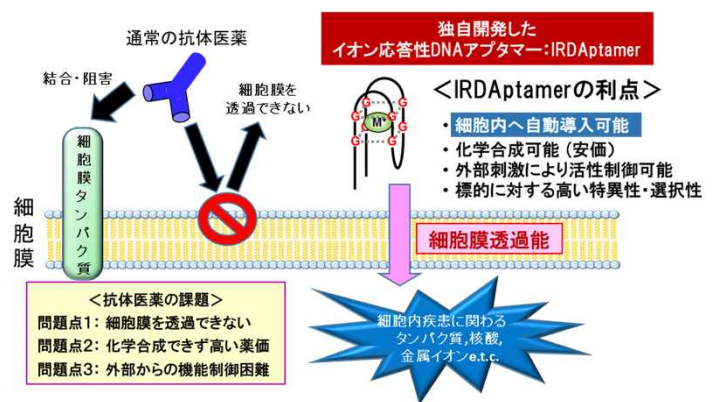 通常の抗体医薬
結合・阻害
細胞膜を
透過できない
細胞膜タンパク質
細胞膜
<抗体医薬の課題>
問題点1: 細胞膜を透過できない
問題点2: 化学合成できず高い薬価
問題点3: 外部からの機能制御困難
独自開発した
イオン応答性DNAアプタマー:IRDAptamer
G G
G G
G G
M⁺
<IRDAptamerの利点>
・細胞内へ自動導入可能
・化学合成可能 (安価)
・外部刺激により活性制御可能
・標的に対する高い特異性・選択性
細胞膜透過能
細胞内疾患に関わる
タンパク質,核酸,
金属イオンe.t.c.